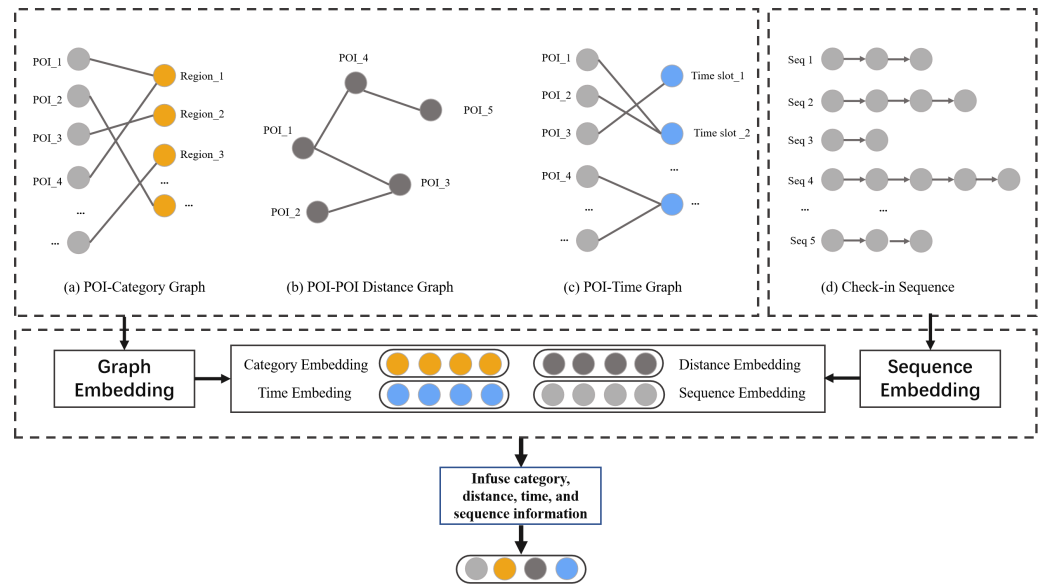 POI_1
POI_2
POI_3
POI_4
...
...
Region_1
Region_2
Region_3
...
...
(a) POI-Category Graph
POI_4
POI_5
POI_1
POI_3
POI_2
(b) POI-POI Distance Graph
POI_1
POI_2
POI_3
POI_4
...
...
Time slot_1
Time slot _2
...
...
(c) POI-Time Graph
Seq 1
Seq 2
Seq 3
Seq 4
... ...
Seq 5
(d) Check-in Sequence
Graph
Embedding
Category Embedding
Time Embeding
Distance Embedding
Sequence Embedding
Sequence
Embedding
Infuse category,
distance, time, and
sequence information